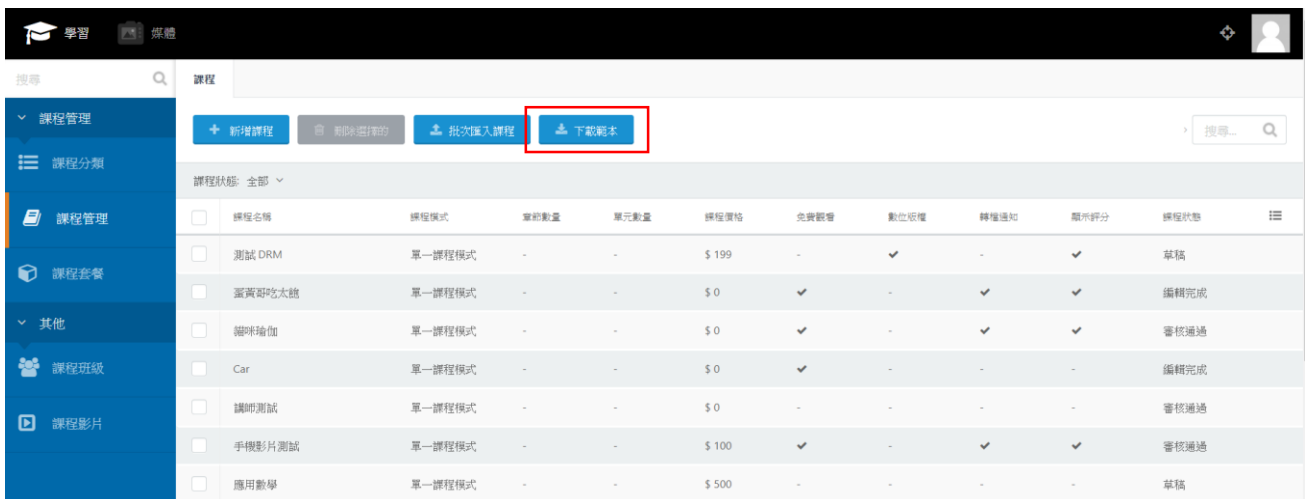 學習 媒體
搜尋
課程
課程管理
新增課程 刪除選擇的 批次匯入課程 下載範本 搜尋...
課程分類
課程狀態: 全部
課程管理
課程名稱 課程模式 章節數量 單元數量 課程價格 免費觀看 數位版權 轉檔通知 顯示評分 課程狀態
測試 DRM 單一課程模式 - - $ 199 - - 草稿
課程套餐
蛋黃哥吃太飽 單一課程模式 - - $ 0 - 編輯完成
其他
貓咪瑜伽 單一課程模式 - - $ 0 - 審核通過
課程班級
Car 單一課程模式 - - $ 0 - - - 編輯完成
講師測試 單一課程模式 - - $ 0 - - - - 審核通過
課程影片
手機影片測試 單一課程模式 - - $ 100 - 審核通過
應用數學 單一課程模式 - - $ 500 - - - - 草稿